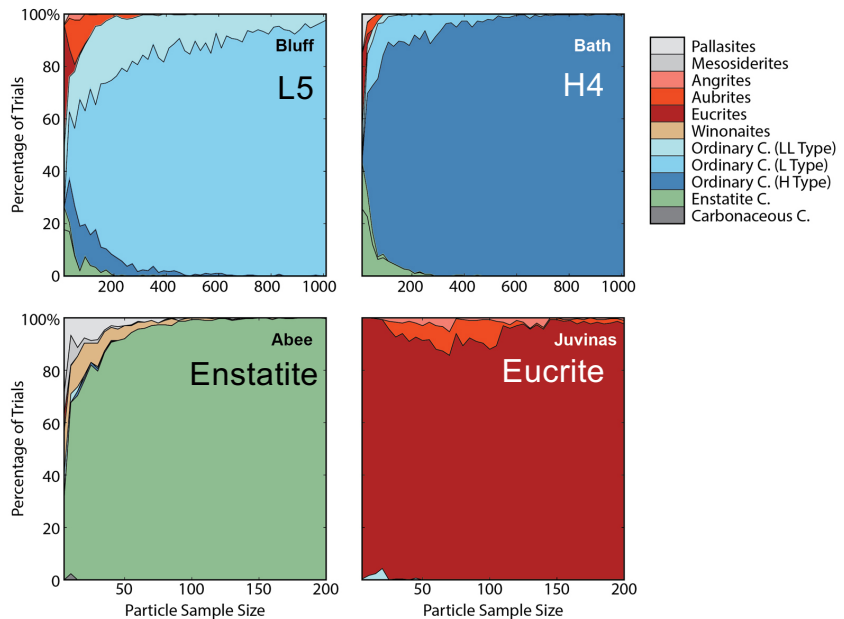 100%
80
60
40
20
0
Percentage of Trials
Bluff
L5
200
400
600
800
1000
Bath
H4
200
400
600
800
1000
Pallasites
Mesosiderites
Angrites
Aubrites
Eucrites
Winonaites
Ordinary C. (LL Type)
Ordinary C. (L Type)
Ordinary C. (H Type)
Enstatite C.
Carbonaceous C.
100%
80
60
40
20
0
Percentage of Trials
Abee
Enstatite
50
100
150
200
Particle Sample Size
Juvinas
Eucrite
50
100
150
200
Particle Sample Size